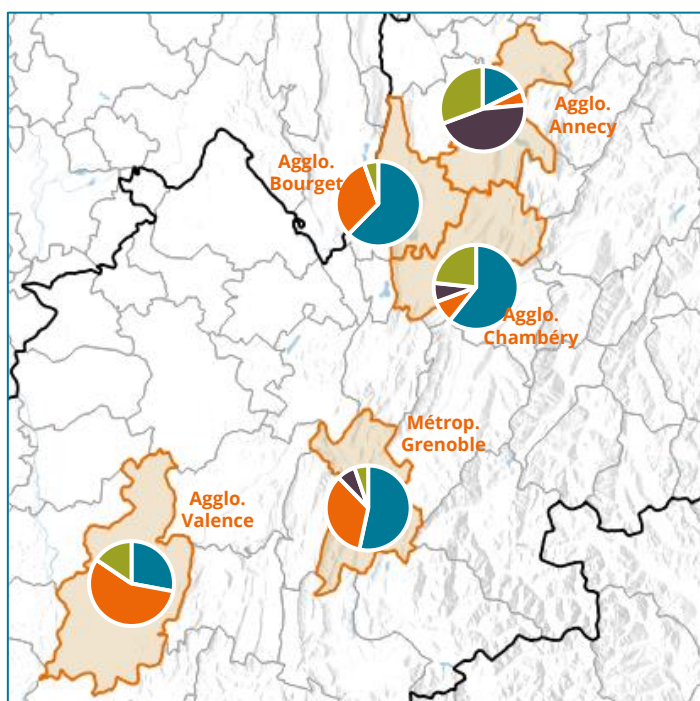 Agglo.
Annecy
Agglo.
Bourget
Agglo.
Chambéry
Métrop.
Grenoble
Agglo.
Valence